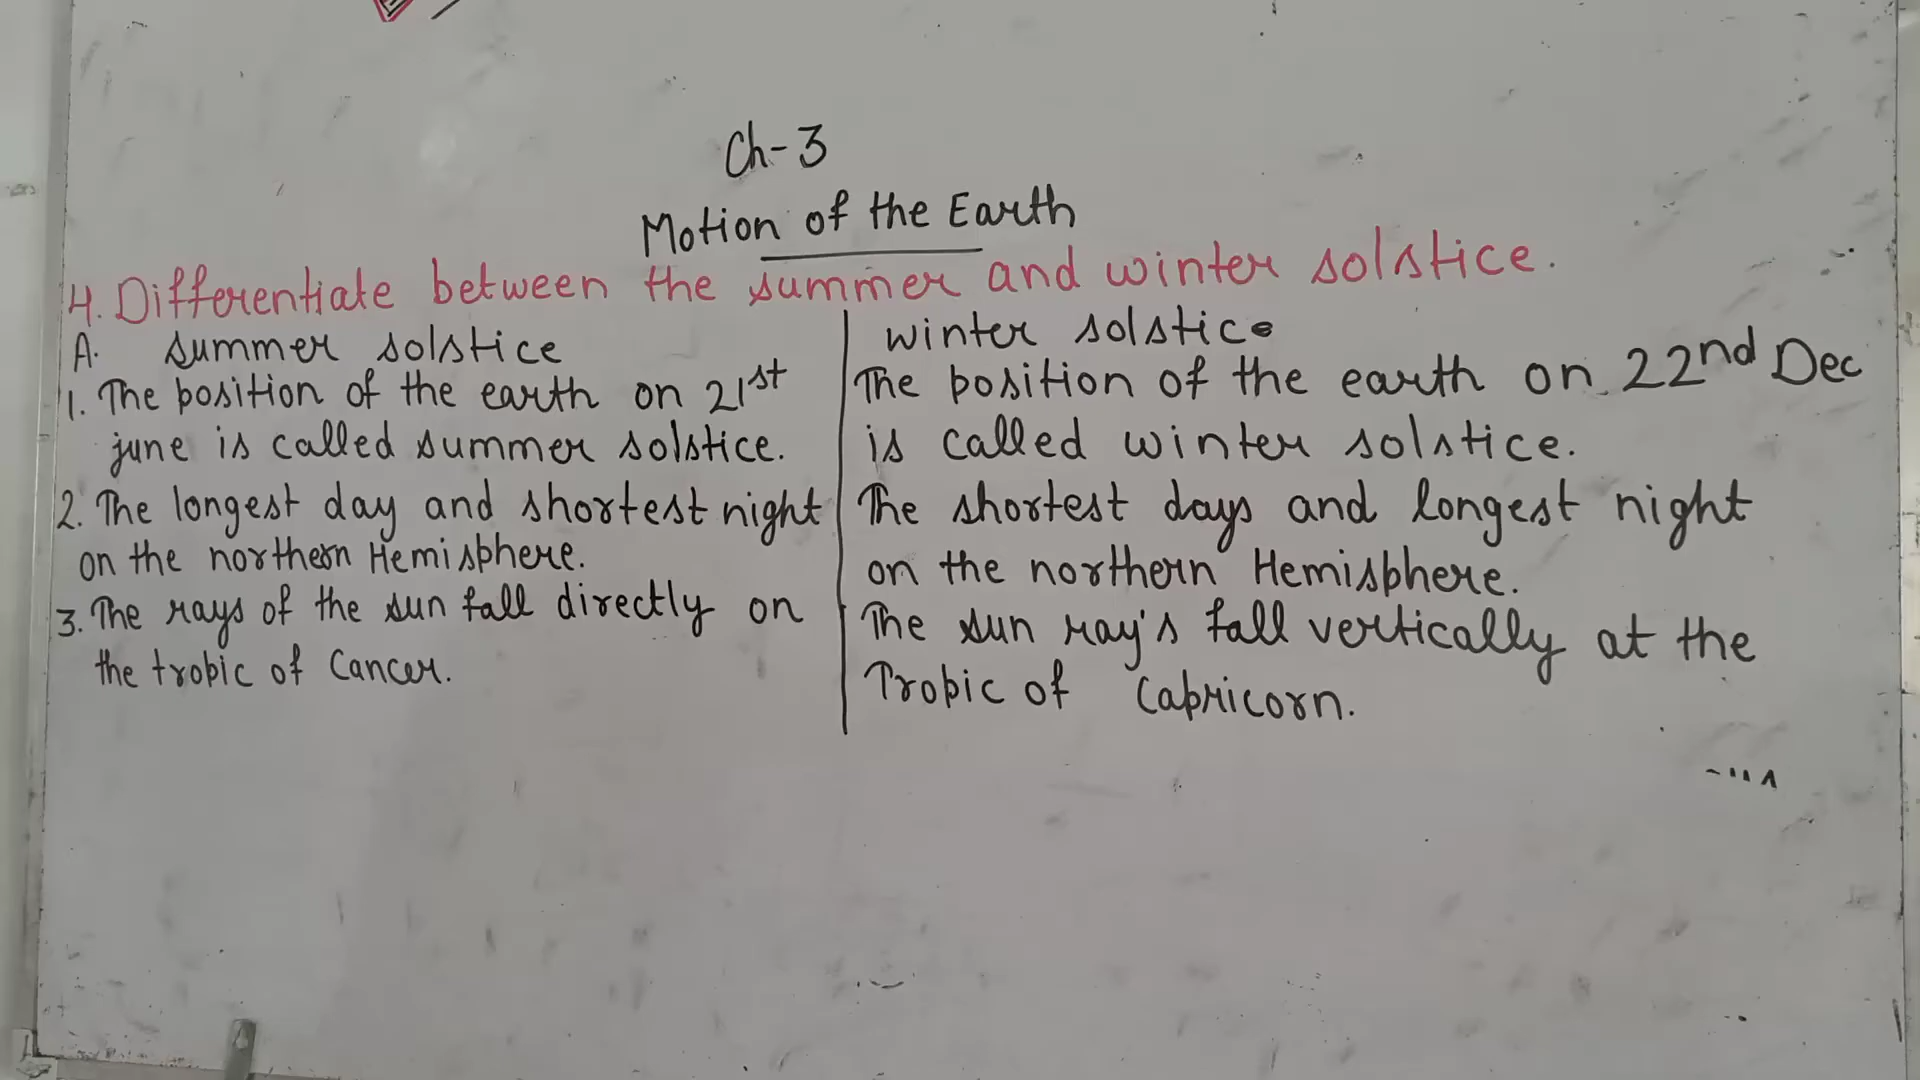 Ch-3
Motion of the Earth
4. Differentiate between the summer and winter solstice.
A. summer solstice
1. The position of the earth on 21st
june is called summer solstice.
2. The longest day and shortest night
on the northern Hemisphere.
3. The rays of the sun fall directly on
the tropic of Cancer.
winter solstice
The position of the earth on 22nd Dec
is called winter solstice.
The shortest days and longest night
on the northern Hemisphere.
The sun ray's fall vertically at the
Tropic of Capricorn.